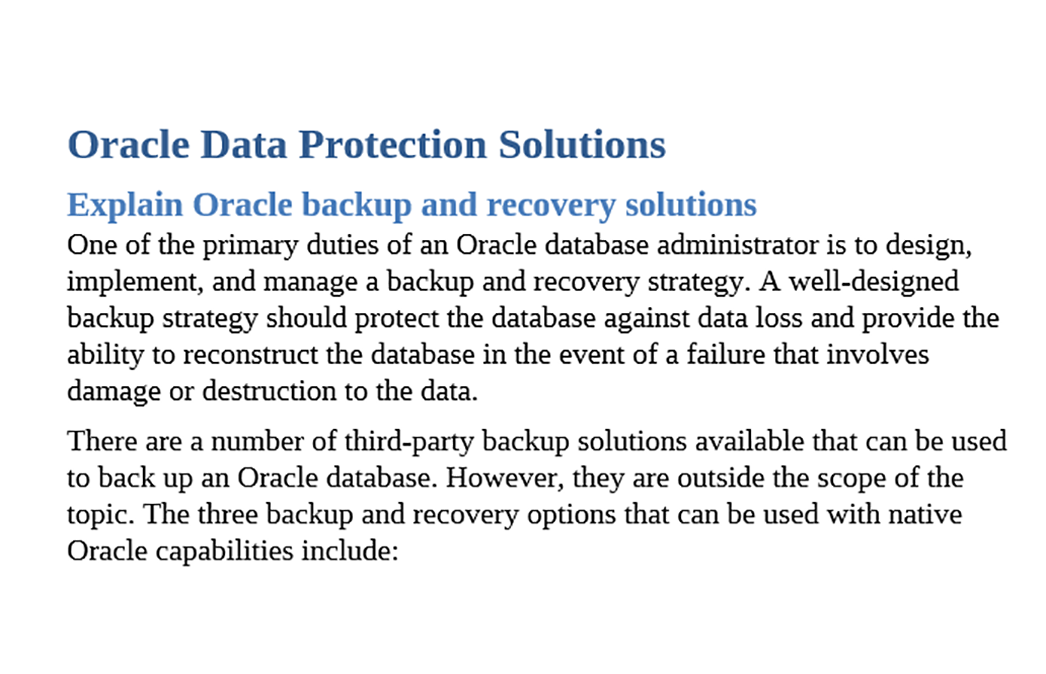 Oracle Data Protection Solutions
Explain Oracle backup and recovery solutions
One of the primary duties of an Oracle database administrator is to design,
implement, and manage a backup and recovery strategy. A well-designed
backup strategy should protect the database against data loss and provide the
ability to reconstruct the database in the event of a failure that involves
damage or destruction to the data.
There are a number of third-party backup solutions available that can be used
to back up an Oracle database. However, they are outside the scope of the
topic. The three backup and recovery options that can be used with native
Oracle capabilities include: